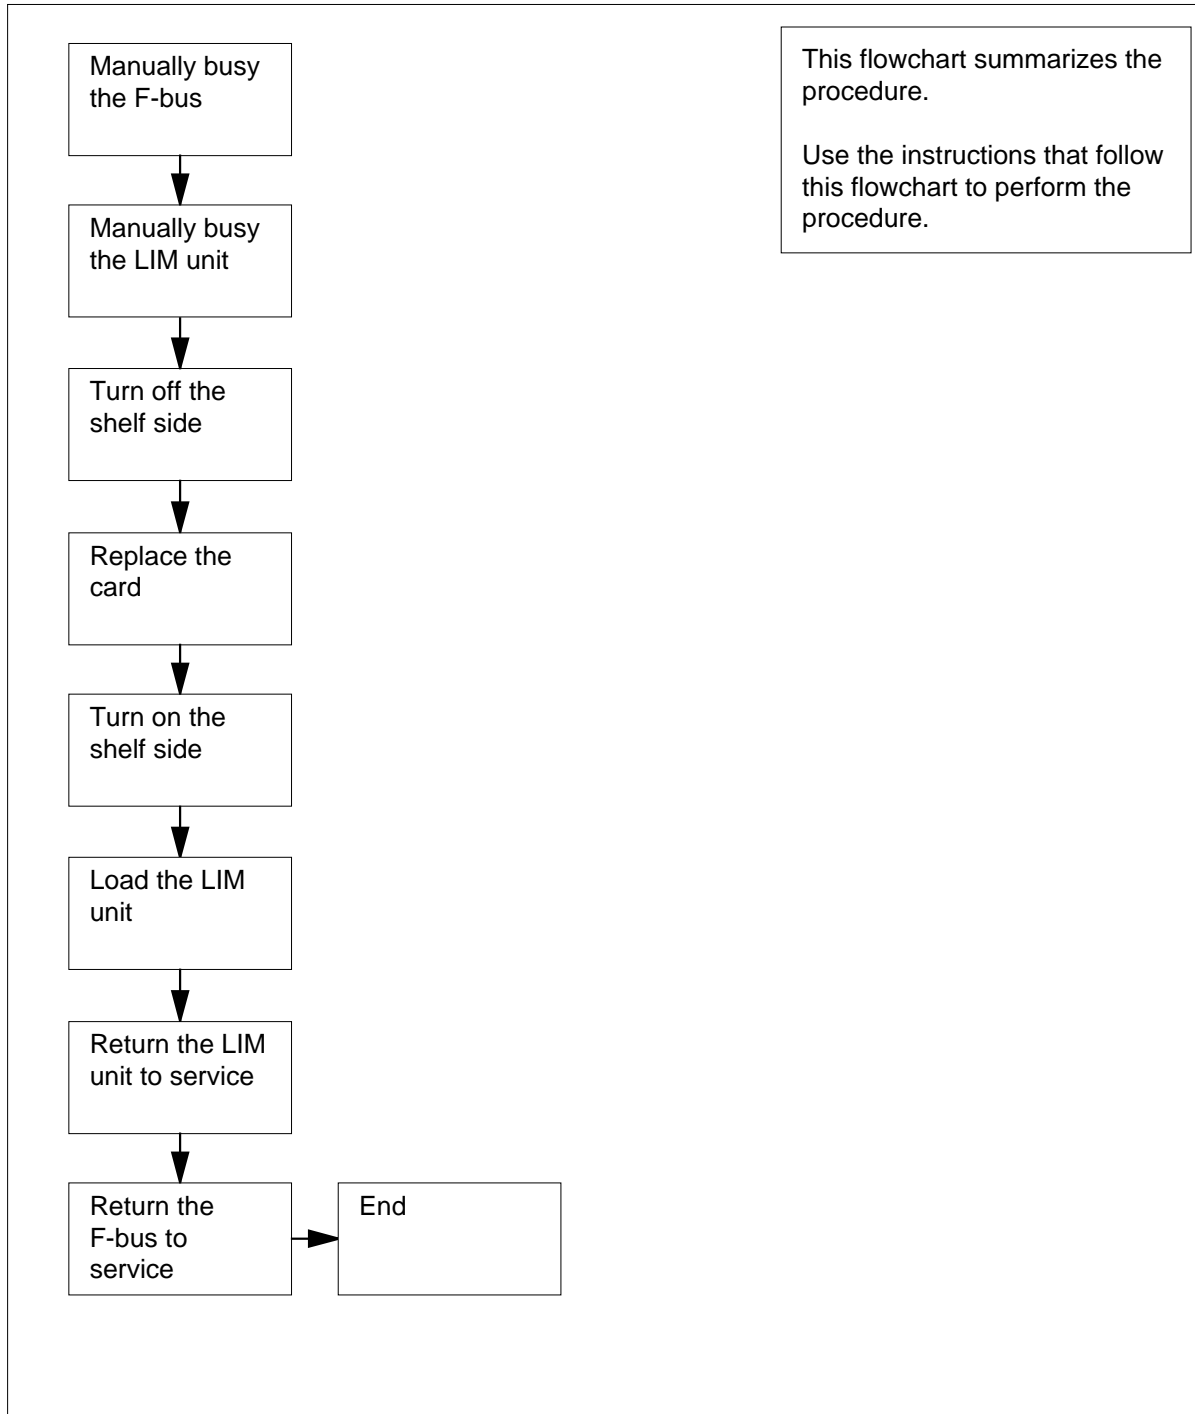 Manually busy
the F-bus
Manually busy
the LIM unit
Turn off the
shelf side
Replace the
card
Turn on the
shelf side
Load the LIM
unit
Return the LIM
unit to service
Return the
F-bus to
service
End
This flowchart summarizes the
procedure.
Use the instructions that follow
this flowchart to perform the
procedure.